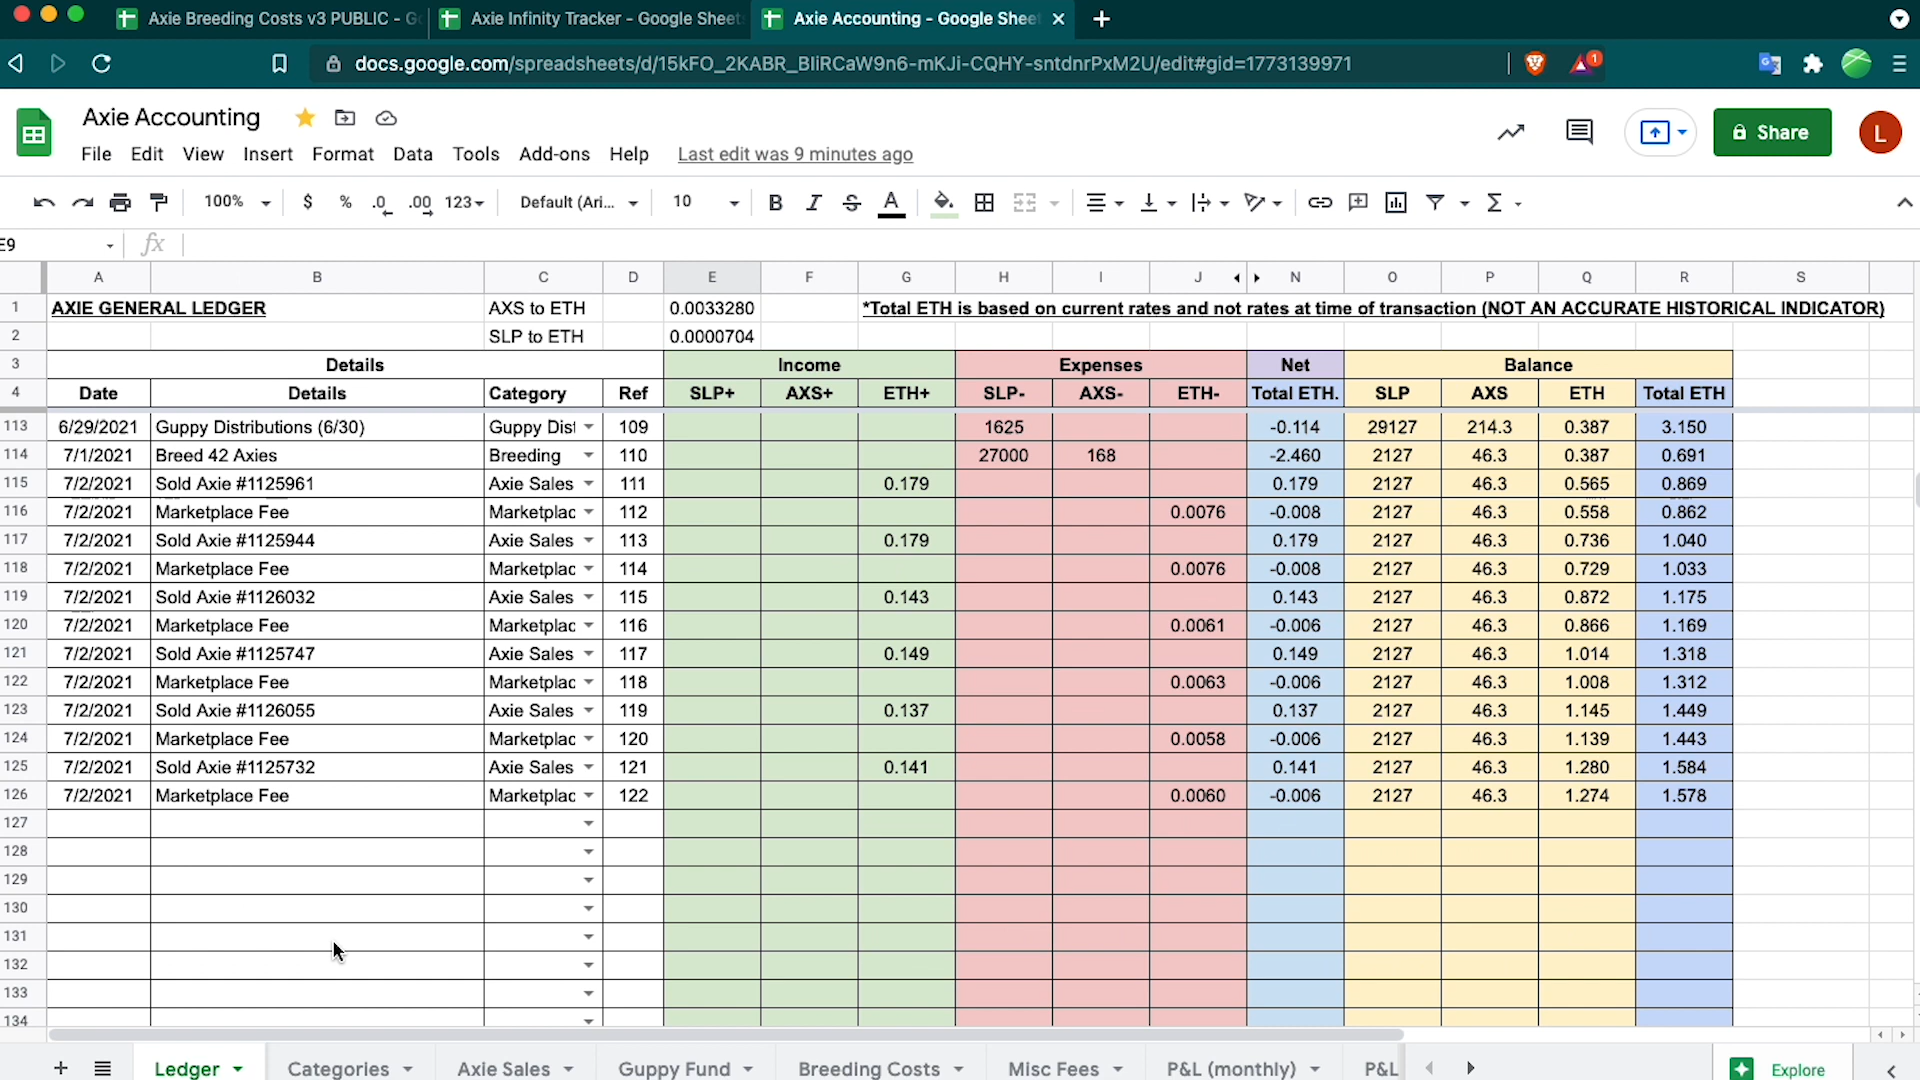 Axie Breeding Costs v3 PUBLIC - G
Axie Infinity Tracker - Google Sheet
Axie Accounting - Google Sheet
docs.google.com/spreadsheets/d/15kFO_2KABR_BIiRCaW9n6-mKJi-CQHY-sntdnrPxM2U/edit#gid=1773139971
1
Axie Accounting
Share
L
File Edit View Insert Format Data Tools Add-ons Help Last edit was 9 minutes ago
100% $ % .0 .00 123 Default (Ari... 10 B I S A
E9 fx
A B C D E F G H I J N O P Q R S
1 AXIE GENERAL LEDGER AXS to ETH 0.0033280 *Total ETH is based on current rates and not rates at time of transaction (NOT AN ACCURATE HISTORICAL INDICATOR)
2 SLP to ETH 0.0000704
3 Details Income Expenses Net Balance
4 Date Details Category Ref SLP+ AXS+ ETH+ SLP- AXS- ETH- Total ETH. SLP AXS ETH Total ETH
113 6/29/2021 Guppy Distributions (6/30) Guppy Dist 109 1625 -0.114 29127 214.3 0.387 3.150
114 7/1/2021 Breed 42 Axies Breeding 110 27000 168 -2.460 2127 46.3 0.387 0.691
115 7/2/2021 Sold Axie #1125961 Axie Sales 111 0.179 0.179 2127 46.3 0.565 0.869
116 7/2/2021 Marketplace Fee Marketplac 112 0.0076 -0.008 2127 46.3 0.558 0.862
117 7/2/2021 Sold Axie #1125944 Axie Sales 113 0.179 0.179 2127 46.3 0.736 1.040
118 7/2/2021 Marketplace Fee Marketplac 114 0.0076 -0.008 2127 46.3 0.729 1.033
119 7/2/2021 Sold Axie #1126032 Axie Sales 115 0.143 0.143 2127 46.3 0.872 1.175
120 7/2/2021 Marketplace Fee Marketplac 116 0.0061 -0.006 2127 46.3 0.866 1.169
121 7/2/2021 Sold Axie #1125747 Axie Sales 117 0.149 0.149 2127 46.3 1.014 1.318
122 7/2/2021 Marketplace Fee Marketplac 118 0.0063 -0.006 2127 46.3 1.008 1.312
123 7/2/2021 Sold Axie #1126055 Axie Sales 119 0.137 0.137 2127 46.3 1.145 1.449
124 7/2/2021 Marketplace Fee Marketplac 120 0.0058 -0.006 2127 46.3 1.139 1.443
125 7/2/2021 Sold Axie #1125732 Axie Sales 121 0.141 0.141 2127 46.3 1.280 1.584
126 7/2/2021 Marketplace Fee Marketplac 122 0.0060 -0.006 2127 46.3 1.274 1.578
127
128
129
130
131
132
133
134
Ledger Categories Axie Sales Guppy Fund Breeding Costs Misc Fees P&L (monthly) P&L Explore